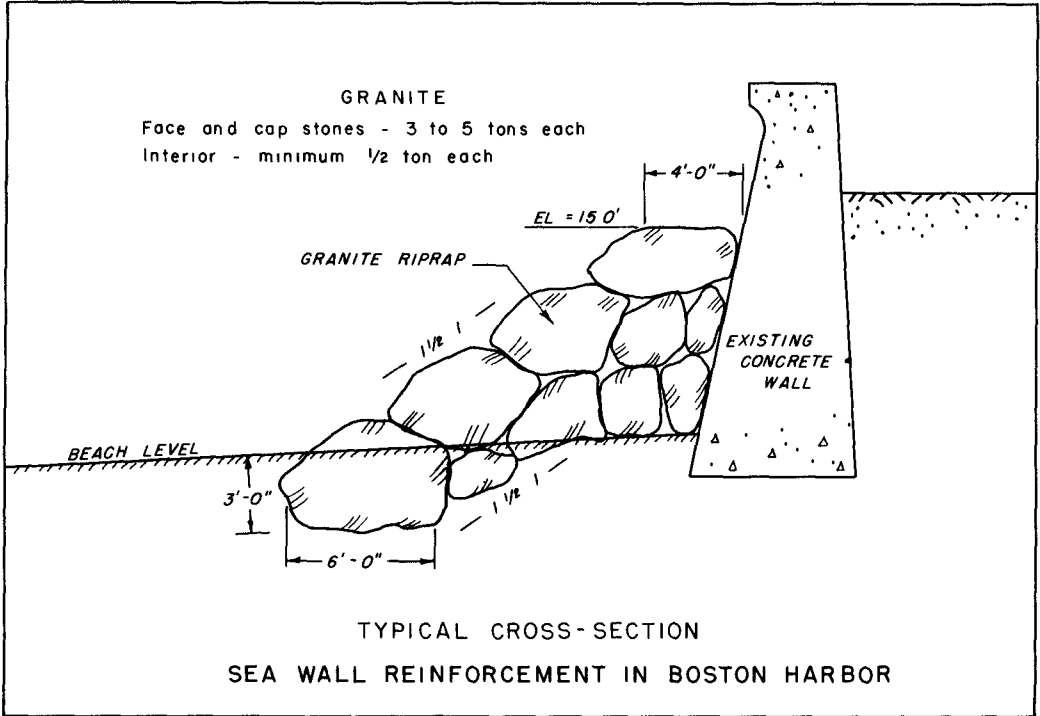 GRANITE
Face and cap stones - 3 to 5 tons each
Interior - minimum 1/2 ton each
4'-0"
EL = 15 0'
GRANITE RIPRAP
1 1/2 1
EXISTING
CONCRETE
WALL
BEACH LEVEL
3'-0"
1 1/2 1
6'-0"
TYPICAL CROSS-SECTION
SEA WALL REINFORCEMENT IN BOSTON HARBOR